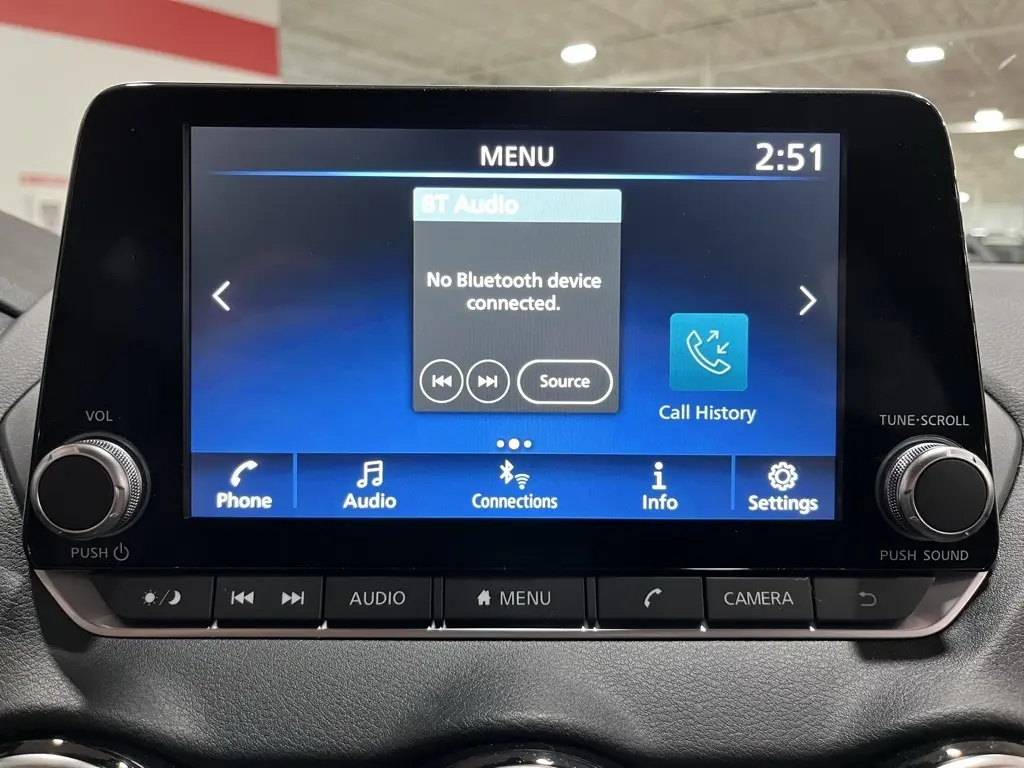 MENU
2:51
BT Audio
No Bluetooth device
connected.
Source
Call History
VOL
TUNE·SCROLL
Phone
Audio
Connections
Info
Settings
PUSH
PUSH SOUND
AUDIO
MENU
CAMERA